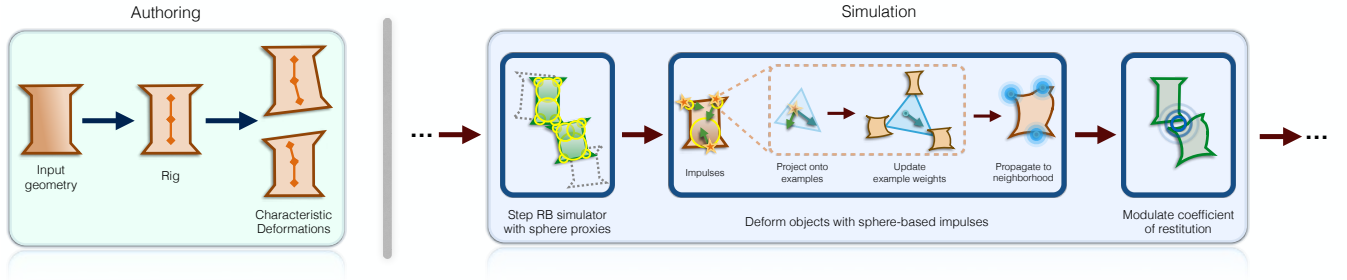 Authoring
Simulation
Input
geometry
Rig
Characteristic
Deformations
...
Step RB simulator
with sphere proxies
Impulses
Project onto
examples
Update
example weights
Propagate to
neighborhood
Deform objects with sphere-based impulses
Modulate coefficient
of restitution
...